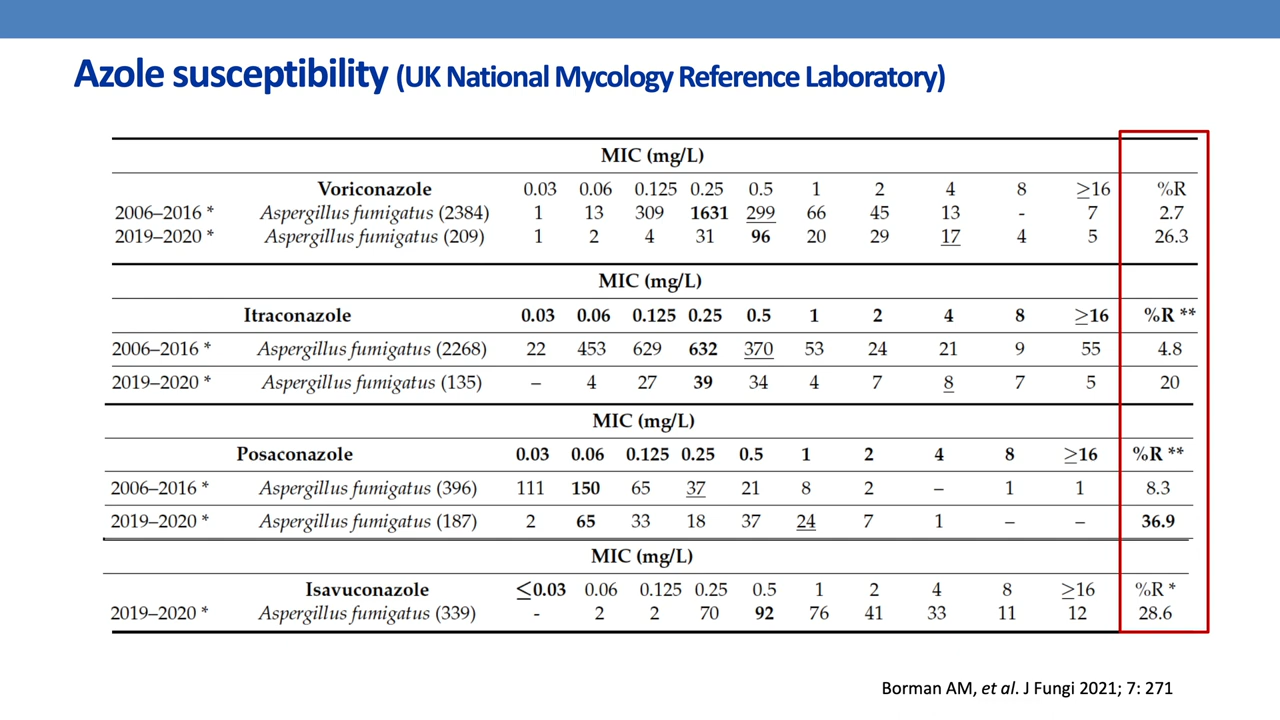 Azole susceptibility (UK National Mycology Reference Laboratory)
MIC (mg/L)
Voriconazole 0.03 0.06 0.125 0.25 0.5 1 2 4 8 ≥16 %R
2006–2016 * Aspergillus fumigatus (2384) 1 13 309 1631 299 66 45 13 - 7 2.7
2019–2020 * Aspergillus fumigatus (209) 1 2 4 31 96 20 29 17 4 5 26.3
MIC (mg/L)
Itraconazole 0.03 0.06 0.125 0.25 0.5 1 2 4 8 ≥16 %R **
2006–2016 * Aspergillus fumigatus (2268) 22 453 629 632 370 53 24 21 9 55 4.8
2019–2020 * Aspergillus fumigatus (135) – 4 27 39 34 4 7 8 7 5 20
MIC (mg/L)
Posaconazole 0.03 0.06 0.125 0.25 0.5 1 2 4 8 ≥16 %R **
2006–2016 * Aspergillus fumigatus (396) 111 150 65 37 21 8 2 – 1 1 8.3
2019–2020 * Aspergillus fumigatus (187) 2 65 33 18 37 24 7 1 – – 36.9
MIC (mg/L)
Isavuconazole ≤0.03 0.06 0.125 0.25 0.5 1 2 4 8 ≥16 %R *
2019–2020 * Aspergillus fumigatus (339) - 2 2 70 92 76 41 33 11 12 28.6
Borman AM, et al. J Fungi 2021; 7: 271